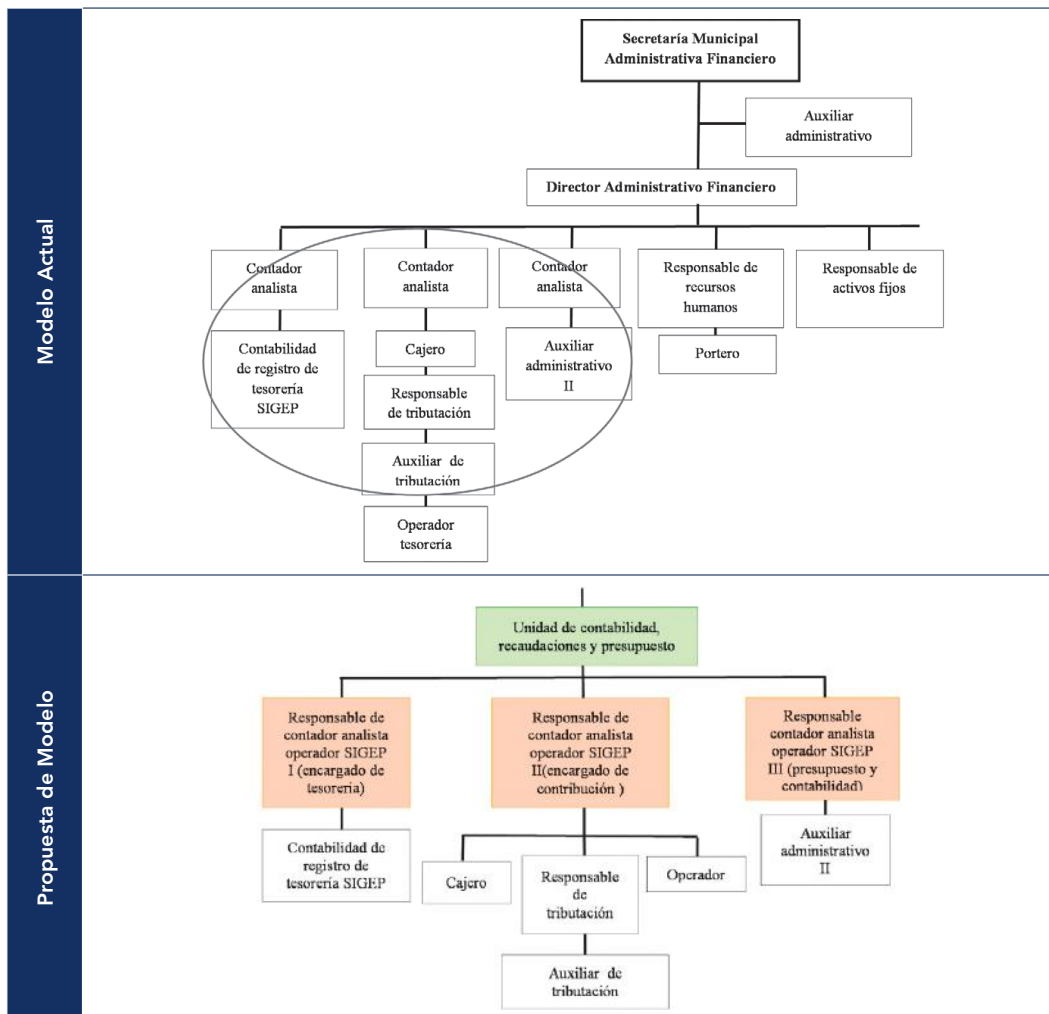 Modelo Actual
Secretaría Municipal
Administrativa Financiero
Auxiliar
administrativo
Director Administrativo Financiero
Contador
analista
Contador
analista
Contador
analista
Responsable de
recursos
humanos
Responsable de
activos fijos
Contabilidad
de registro de
tesorería
SIGEP
Cajero
Auxiliar
administrativo
II
Portero
Responsable
de tributación
Auxiliar de
tributación
Operador
tesorería
Propuesta de Modelo
Unidad de contabilidad,
recaudaciones y presupuesto
Responsable de
contador analista
operador SIGEP
I (encargado de
tesorería)
Responsable de
contador analista
operador SIGEP
II(encargado de
contribución )
Responsable
contador analista
operador SIGEP
III (presupuesto y
contabilidad)
Contabilidad de
registro de
tesorería SIGEP
Cajero
Responsable
de
tributación
Operador
Auxiliar
administrativo
II
Auxiliar de
tributación